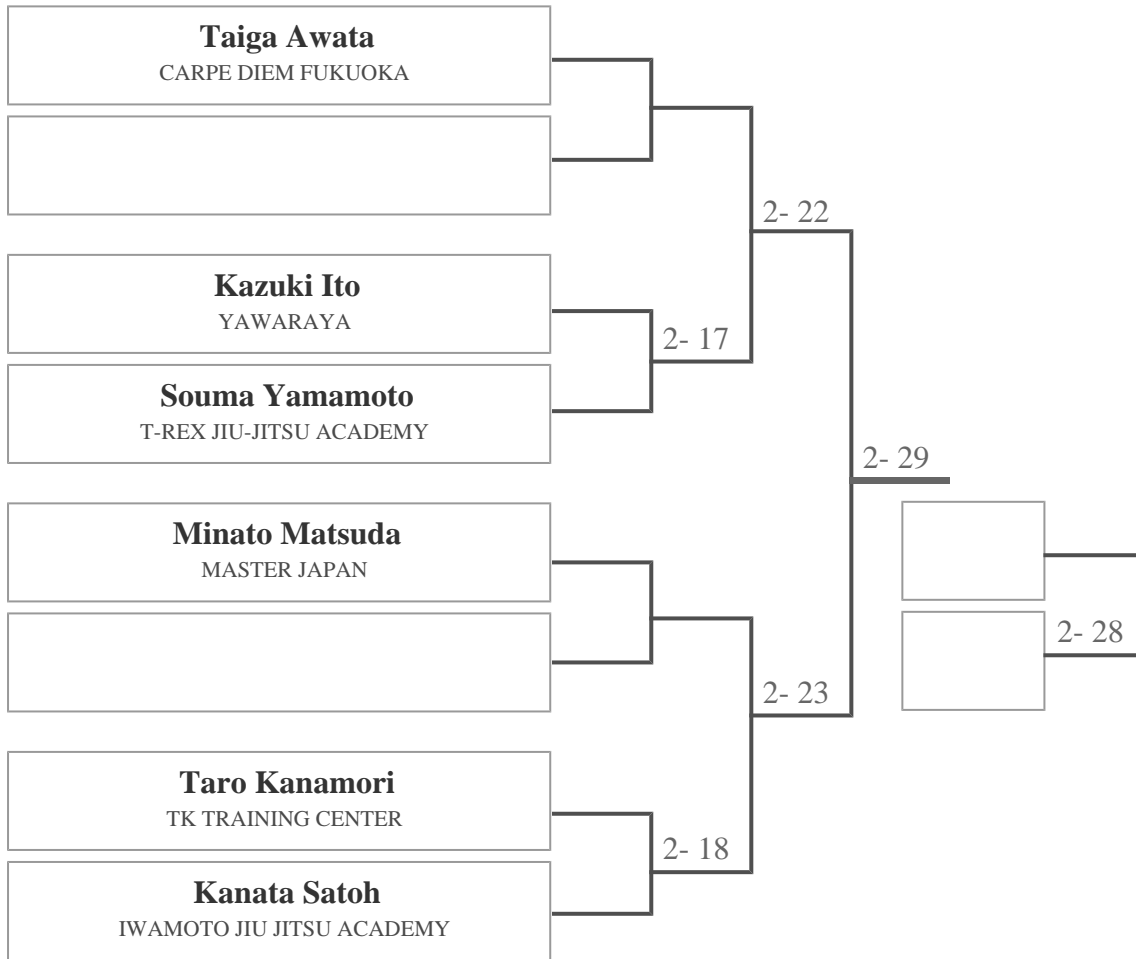 Taiga Awata
CARPE DIEM FUKUOKA
2- 22
Kazuki Ito
YAWARAYA
2- 17
Souma Yamamoto
T-REX JIU-JITSU ACADEMY
2- 29
Minato Matsuda
MASTER JAPAN
2- 28
2- 23
Taro Kanamori
TK TRAINING CENTER
2- 18
Kanata Satoh
IWAMOTO JIU JITSU ACADEMY